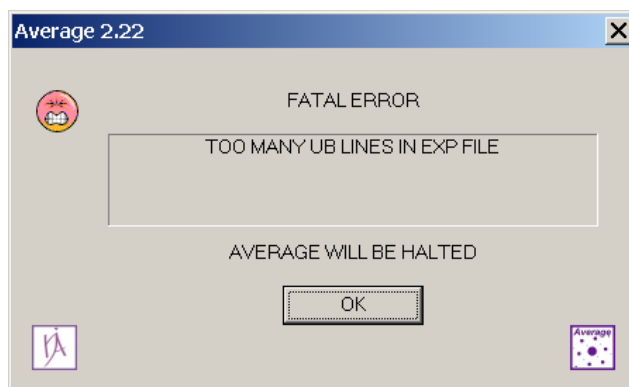 Average 2.22
FATAL ERROR
TOO MANY UB LINES IN EXP FILE
AVERAGE WILL BE HALTED
OK
Average